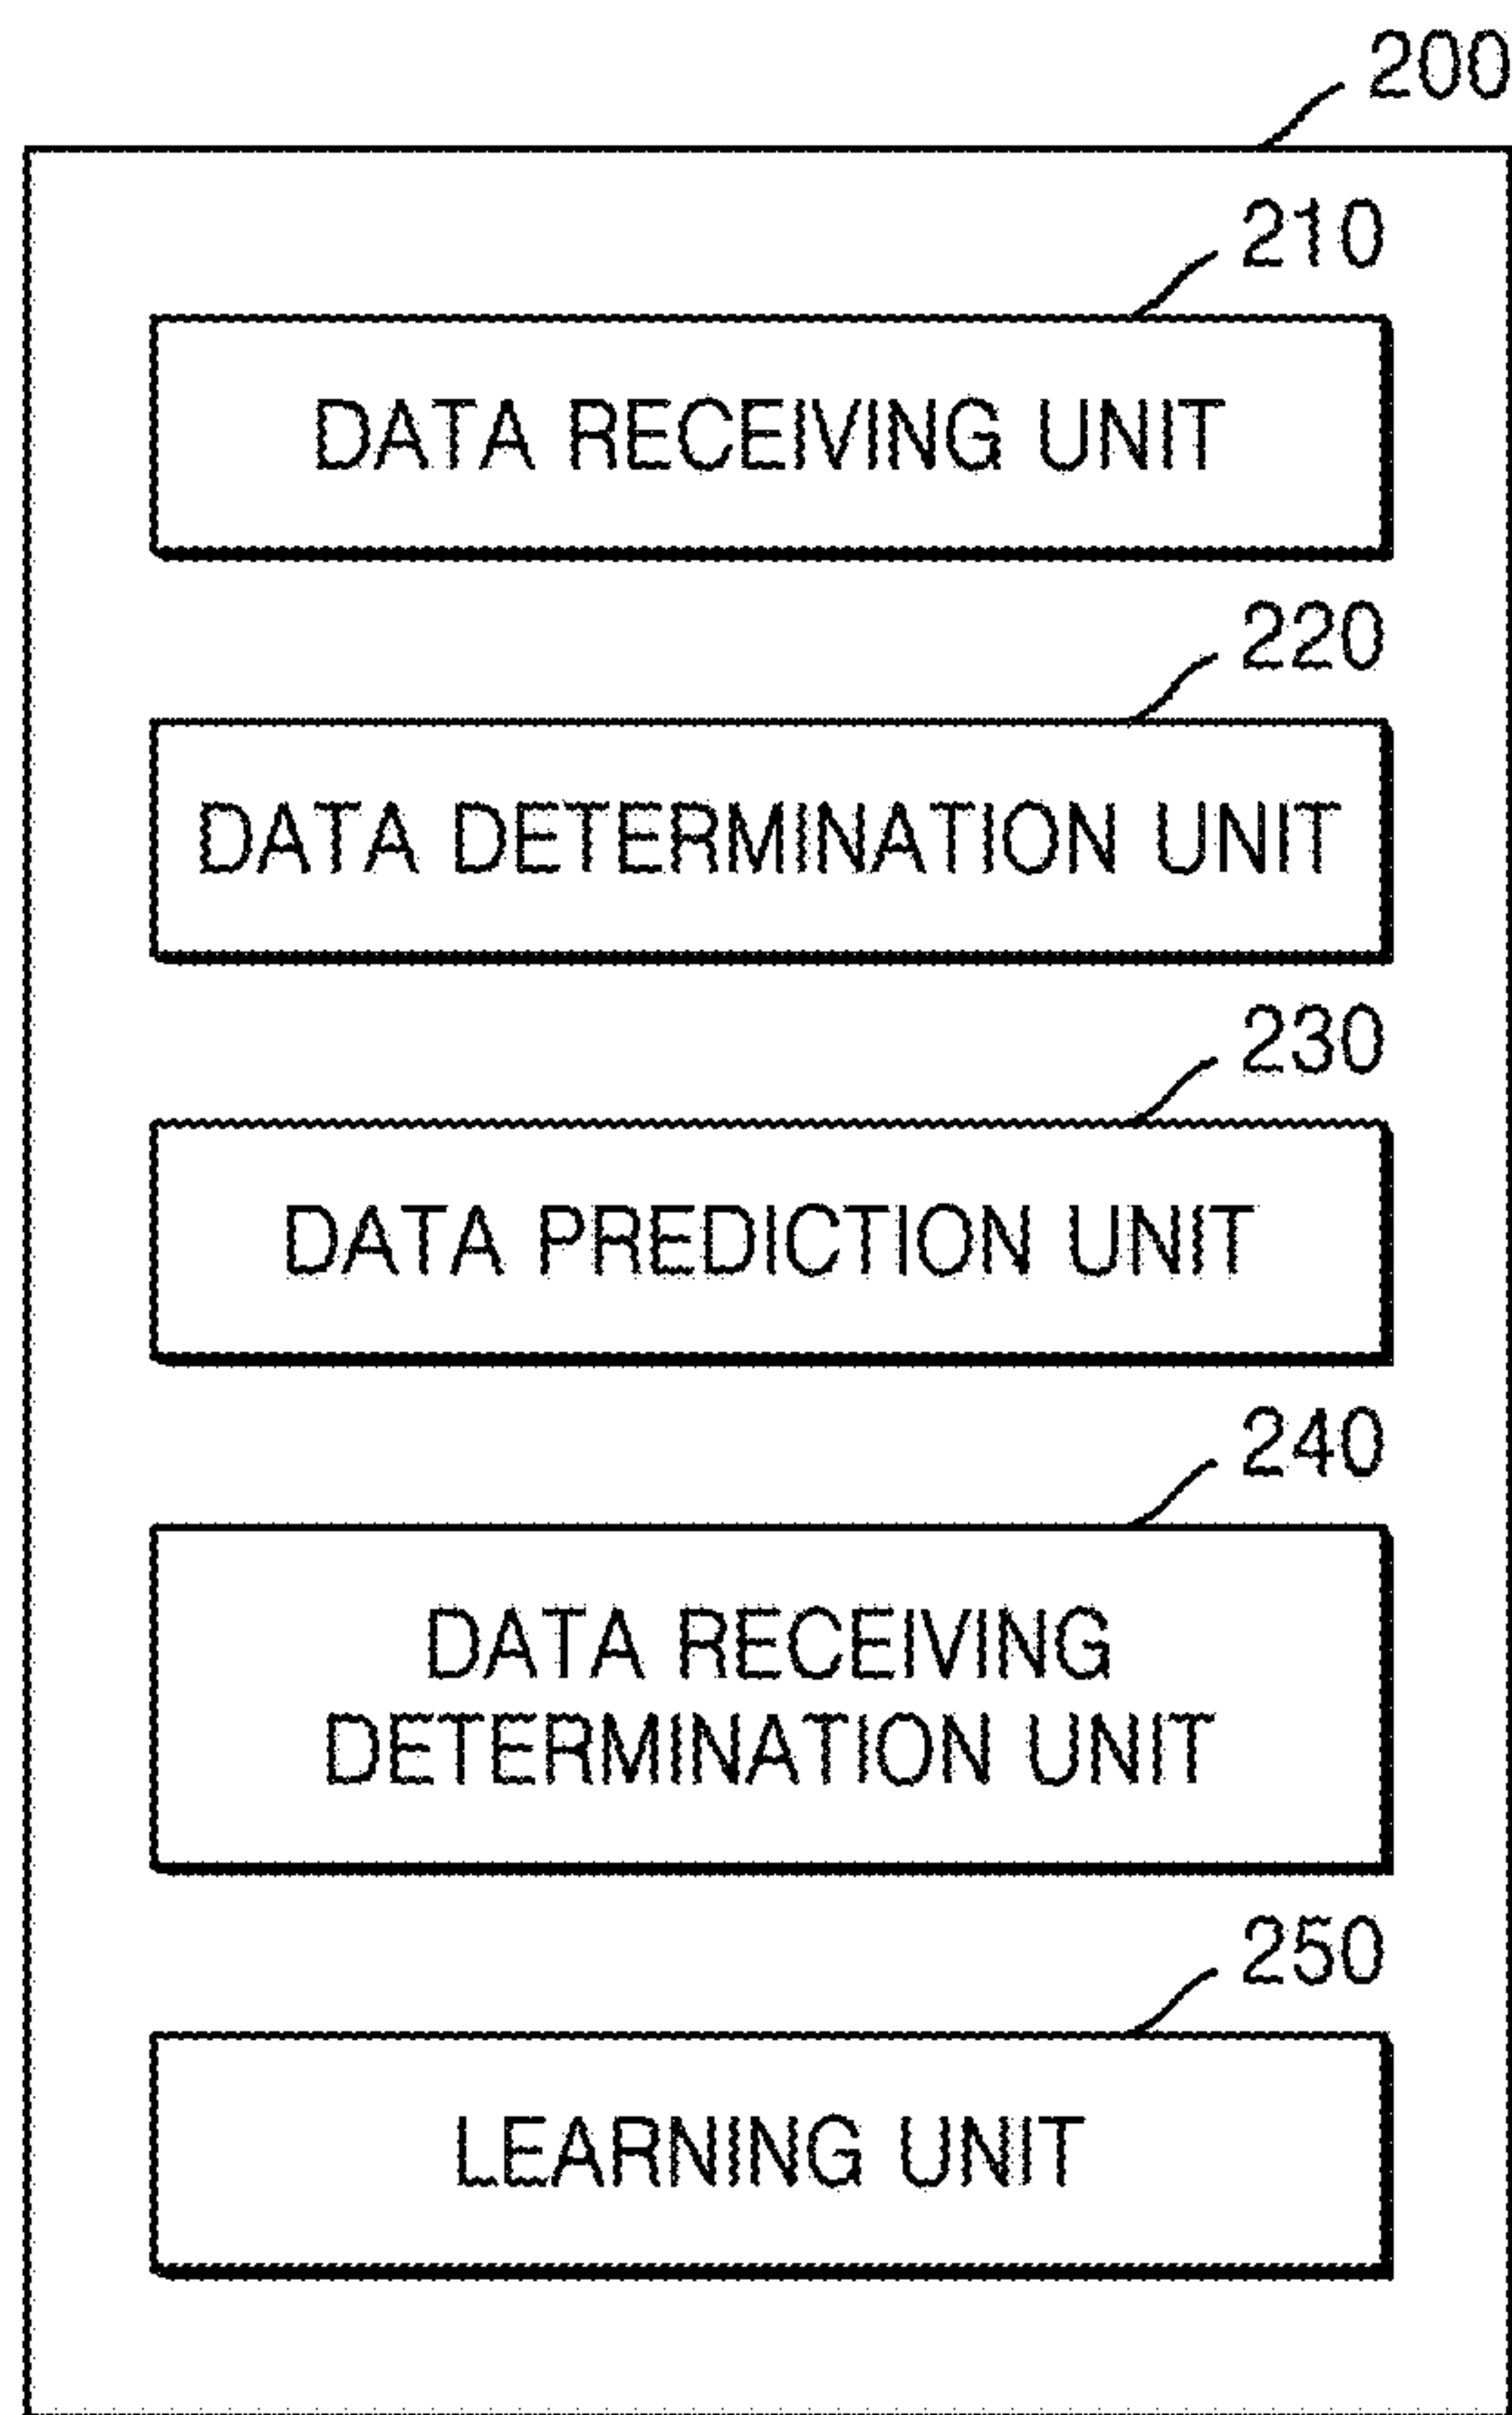 200
210
DATA RECEIVING UNIT
220
DATA DETERMINATION UNIT
230
DATA PREDICTION UNIT
240
DATA RECEIVING
DETERMINATION UNIT
250
LEARNING UNIT